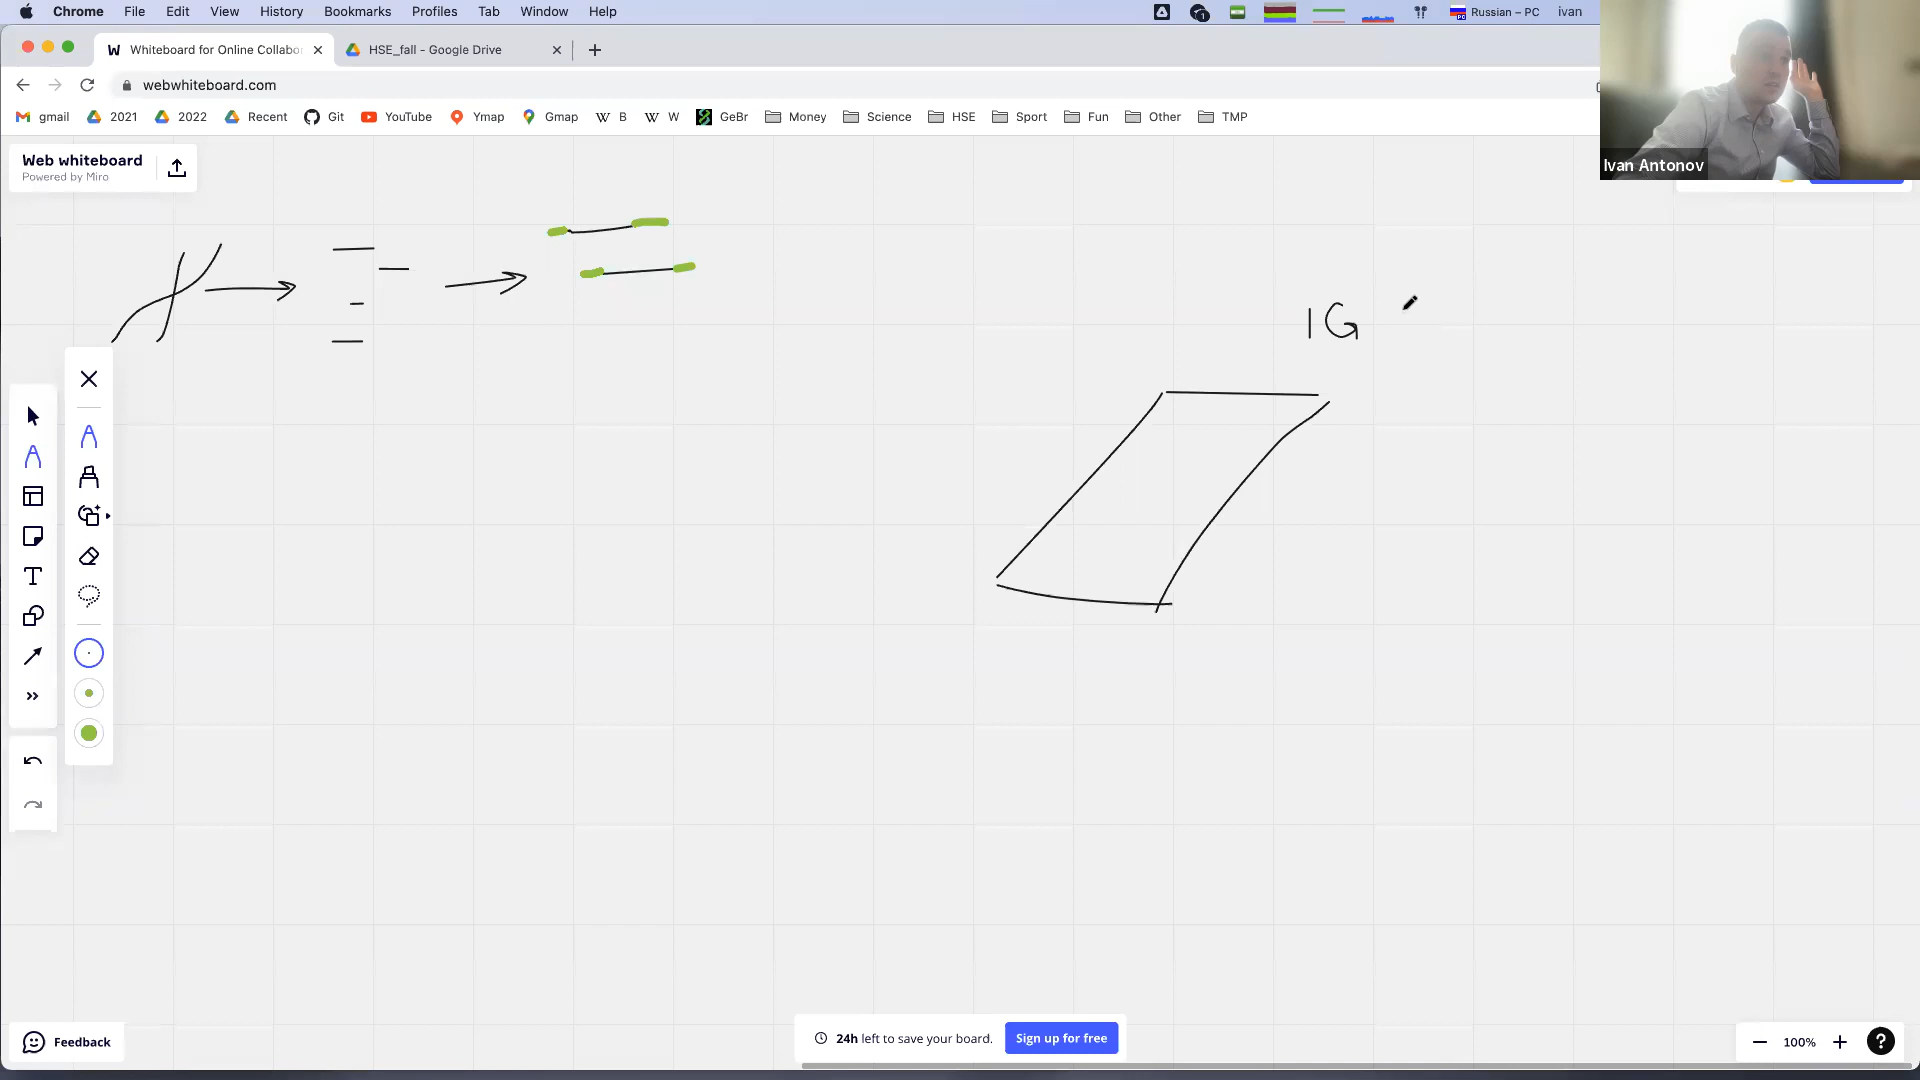 Chrome File Edit View History Bookmarks Profiles Tab Window Help
1 Russian – PC ivan
Whiteboard for Online Collabor
HSE_fall - Google Drive
webwhiteboard.com
gmail 2021 2022 Recent Git YouTube Ymap Gmap B W GeBr Money Science HSE Sport Fun Other TMP
Ivan Antonov
Web whiteboard
Powered by Miro
1G
Feedback
24h left to save your board.
Sign up for free
100%